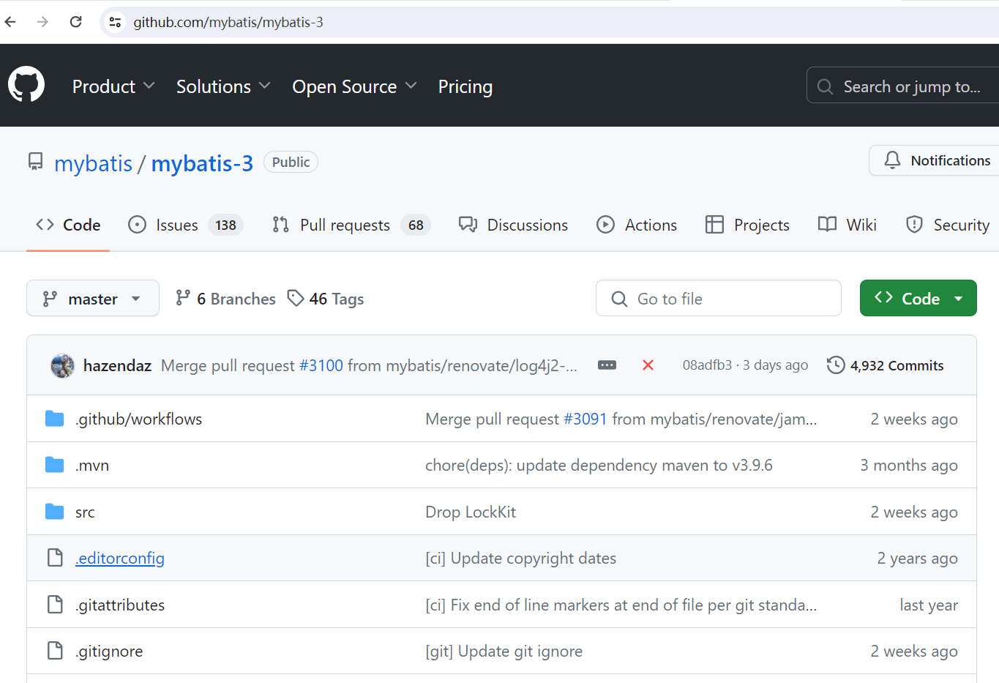 github.com/mybatis/mybatis-3
Product Solutions Open Source Pricing Search or jump to...
mybatis / mybatis-3 Public Notifications
Code Issues 138 Pull requests 68 Discussions Actions Projects Wiki Security
master 6 Branches 46 Tags Go to file Code
hazendaz Merge pull request #3100 from mybatis/renovate/log4j2-... 08adfb3 · 3 days ago 4,932 Commits
.github/workflows Merge pull request #3091 from mybatis/renovate/jam... 2 weeks ago
.mvn chore(deps): update dependency maven to v3.9.6 3 months ago
src Drop LockKit 2 weeks ago
.editorconfig [ci] Update copyright dates 2 years ago
.gitattributes [ci] Fix end of line markers at end of file per git standa... last year
.gitignore [git] Update git ignore 2 weeks ago